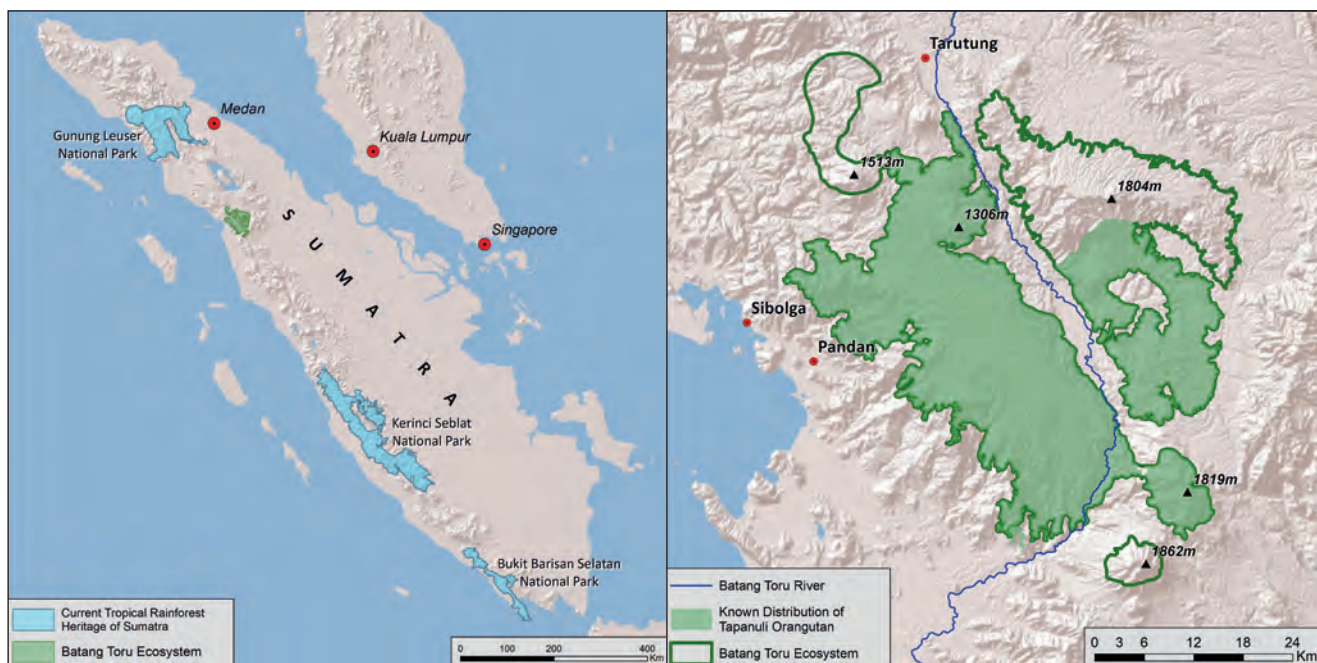 Medan
Gunung Leuser
National Park
Kuala Lumpur
Singapore
SUMATRA
Kerinci Seblat
National Park
Bukit Barisan Selatan
National Park
Current Tropical Rainforest
Heritage of Sumatra
Batang Toru Ecosystem
0 100 200 400
Km
Tarutung
1513m
1804m
1306m
Sibolga
Pandan
1819m
1862m
Batang Toru River
Known Distribution of
Tapanuli Orangutan
Batang Toru Ecosystem
0 3 6 12 18 24
Km